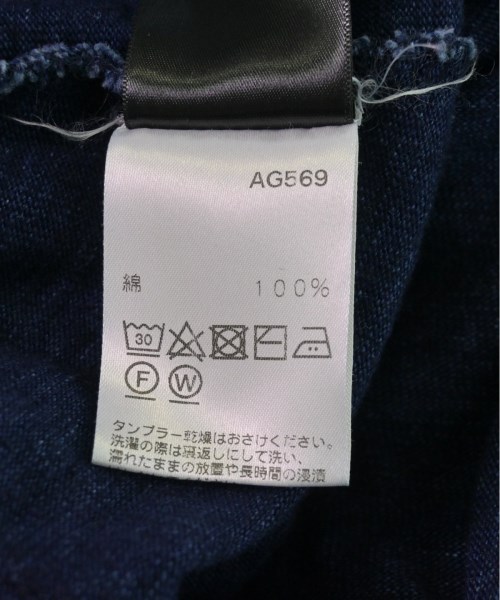 AG569
綿 100%
30
F W
タンブラー乾燥はおさけください。
洗濯の際は裏返しにして洗い、
濡れたままの放置や長時間の浸漬